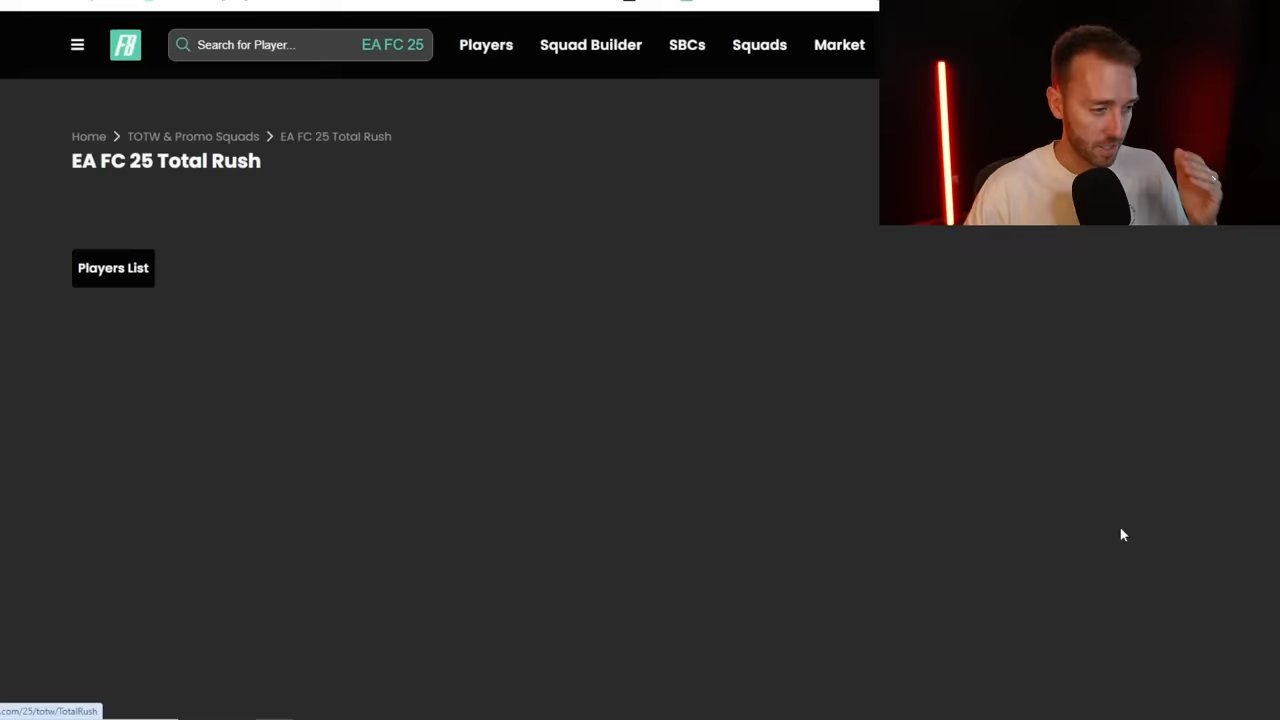 FB
Search for Player...
EA FC 25
Players
Squad Builder
SBCs
Squads
Market
Home
TOTW & Promo Squads
EA FC 25 Total Rush
EA FC 25 Total Rush
Players List
.com/25/totw/TotalRush